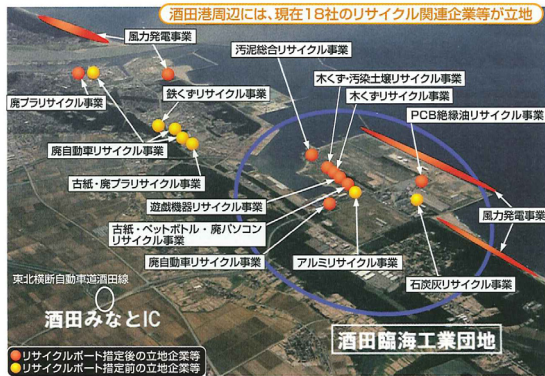 酒田港周辺には、現在18社のリサイクル関連企業等が立地
風力発電事業
汚泥総合リサイクル事業
木くず・汚染土壌リサイクル事業
木くずリサイクル事業
鉄くずリサイクル事業
PCB絶縁油リサイクル事業
廃プラリサイクル事業
廃自動車リサイクル事業
古紙・廃プラリサイクル事業
遊戯機器リサイクル事業
古紙・ペットボトル・廃パソコン
リサイクル事業
風力発電事業
廃自動車リサイクル事業
アルミリサイクル事業
石炭灰リサイクル事業
東北横断自動車道酒田線
酒田みなとIC
酒田臨海工業団地
リサイクルポート指定後の立地企業等
リサイクルポート指定前の立地企業等